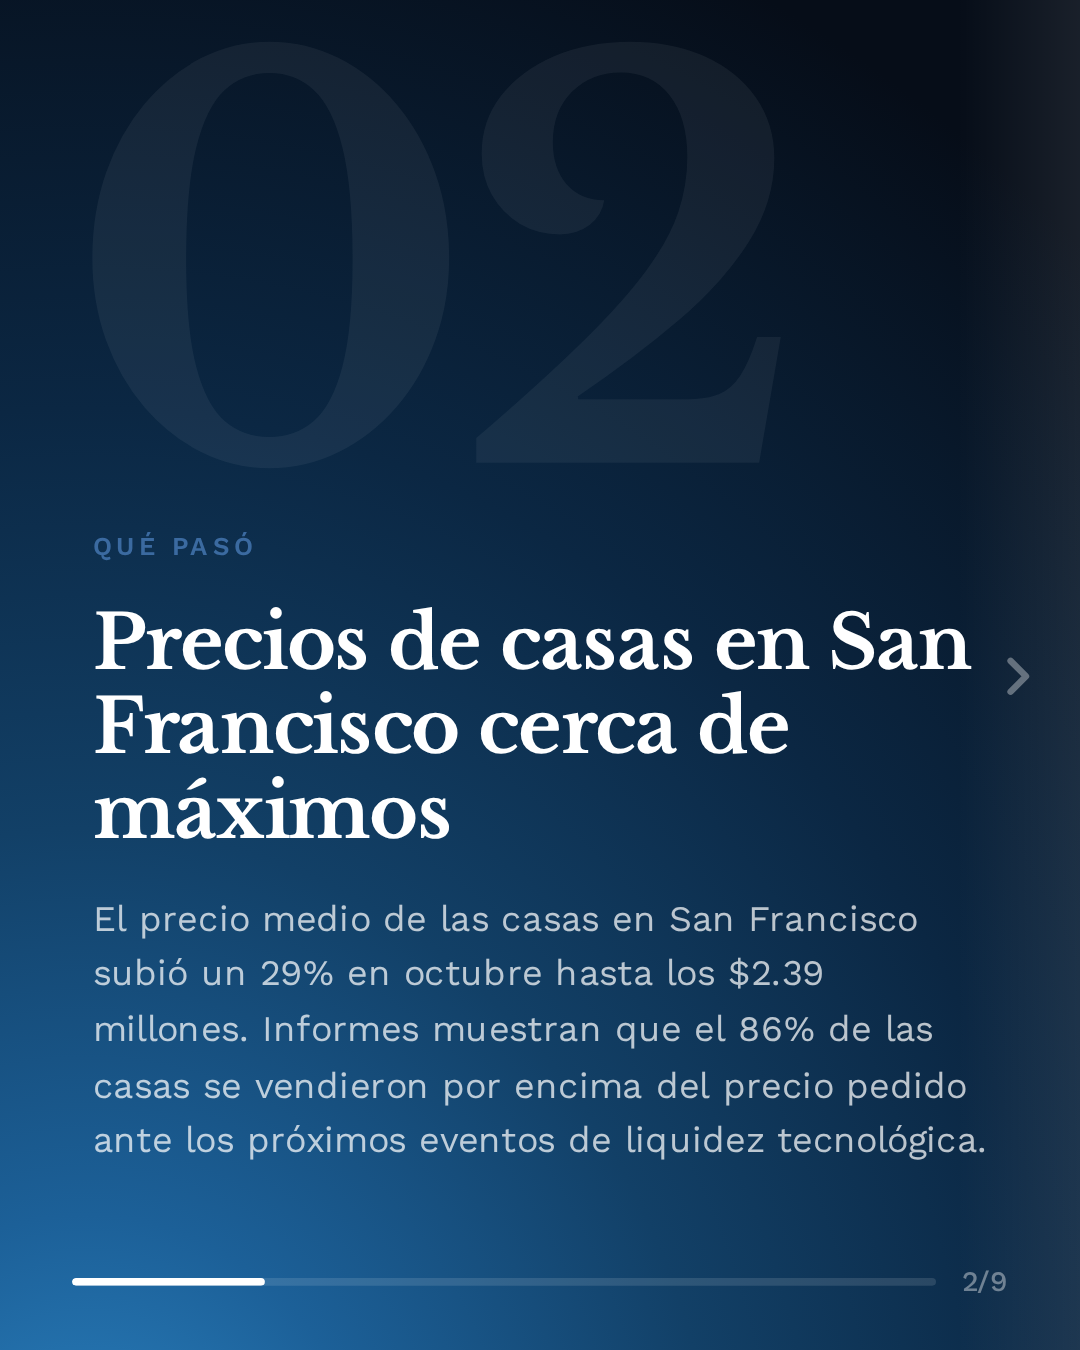 02
QUÉ PASÓ
Precios de casas en San
Francisco cerca de
máximos
El precio medio de las casas en San Francisco
subió un 29% en octubre hasta los $2.39
millones. Informes muestran que el 86% de las
casas se vendieron por encima del precio pedido
ante los próximos eventos de liquidez tecnológica.
2/9